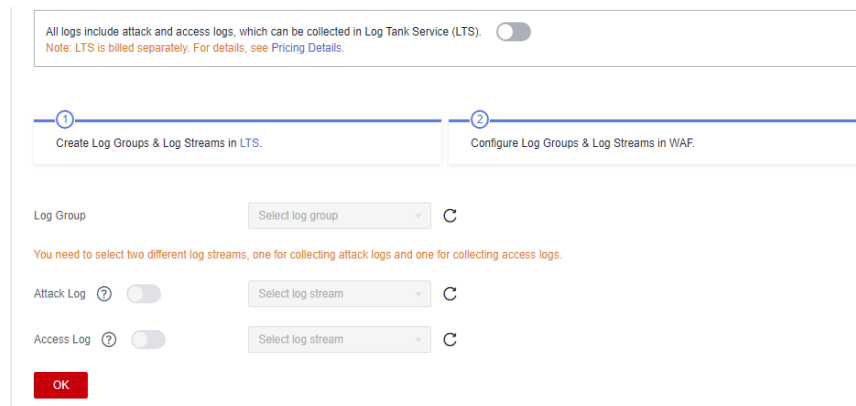 All logs include attack and access logs, which can be collected in Log Tank Service (LTS).
Note: LTS is billed separately. For details, see Pricing Details.
1
2
Create Log Groups & Log Streams in LTS.
Configure Log Groups & Log Streams in WAF.
Log Group
Select log group
You need to select two different log streams, one for collecting attack logs and one for collecting access logs.
Attack Log ?
Select log stream
Access Log ?
Select log stream
OK